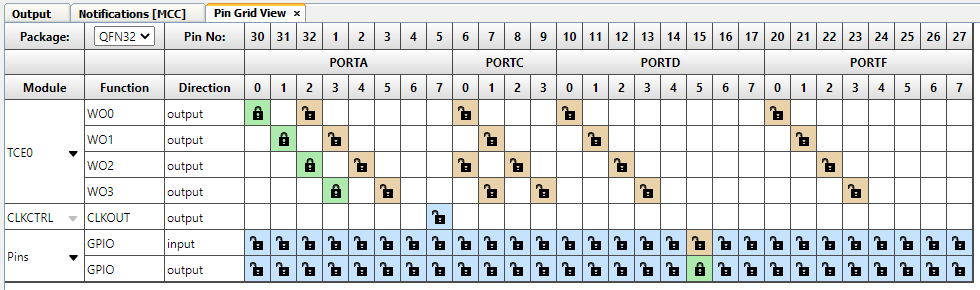 Output Notifications [MCC] Pin Grid View ×
Package: QFN32 Pin No: 30 31 32 1 2 3 4 5 6 7 8 9 10 11 12 13 14 15 16 17 20 21 22 23 24 25 26 27
PORTA PORTC PORTD PORTF
Module Function Direction 0 1 2 3 4 5 6 7 0 1 2 3 0 1 2 3 4 5 6 7 0 1 2 3 4 5 6 7
WO0 output
WO1 output
TCE0
WO2 output
WO3 output
CLKCTRL CLKOUT output
GPIO input
Pins
GPIO output